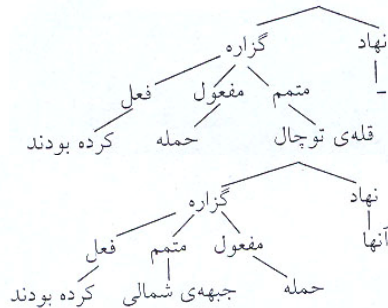 نهاد گزاره
متمم مفعول فعل
–
قله‌ی توچال حمله کرده بودند
نهاد گزاره
آنها مفعول متمم فعل
حمله جبهه‌ی شمالی کرده بودند